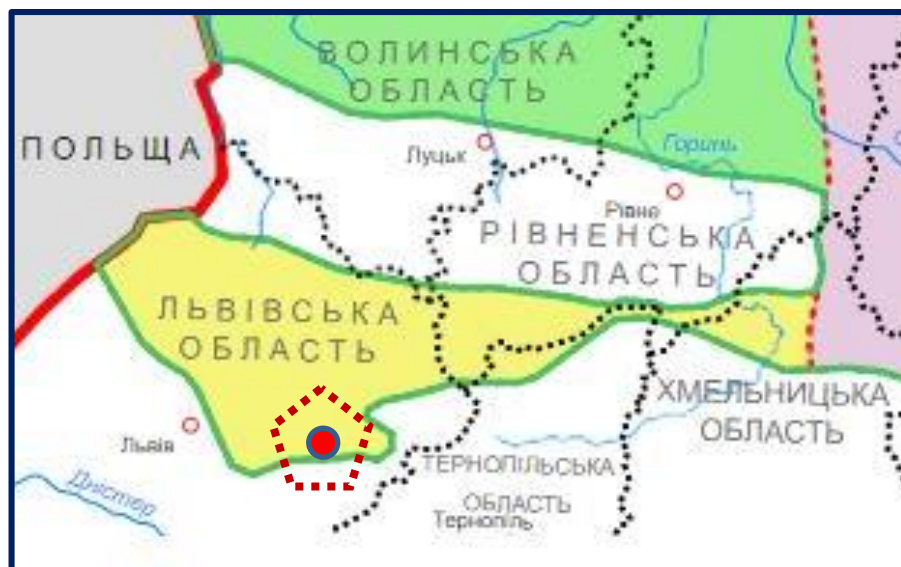 ВОЛИНСЬКА
ОБЛАСТЬ
ПОЛЬЩА
Луцьк
Горинь
Рівне
РІВНЕНСЬКА
ОБЛАСТЬ
ЛЬВІВСЬКА
ОБЛАСТЬ
ХМЕЛЬНИЦЬКА
ОБЛАСТЬ
Львів
ТЕРНОПІЛЬСЬКА
ОБЛАСТЬ
Тернопіль
Дністер